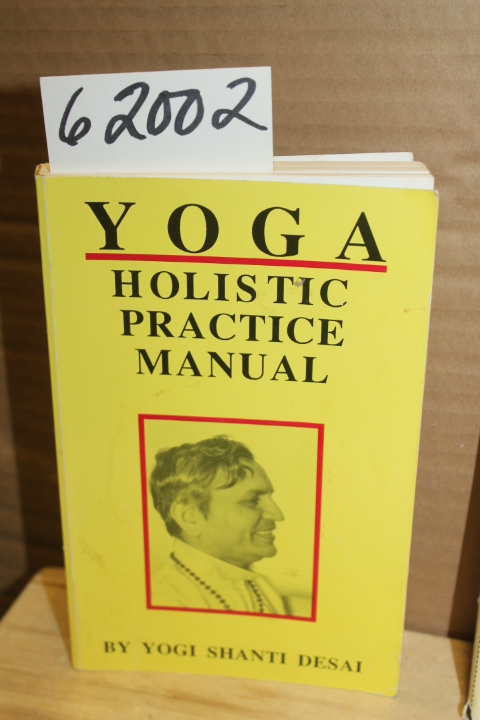 62002
YOGA
HOLISTIC
PRACTICE
MANUAL
BY YOGI SHANTI DESAI